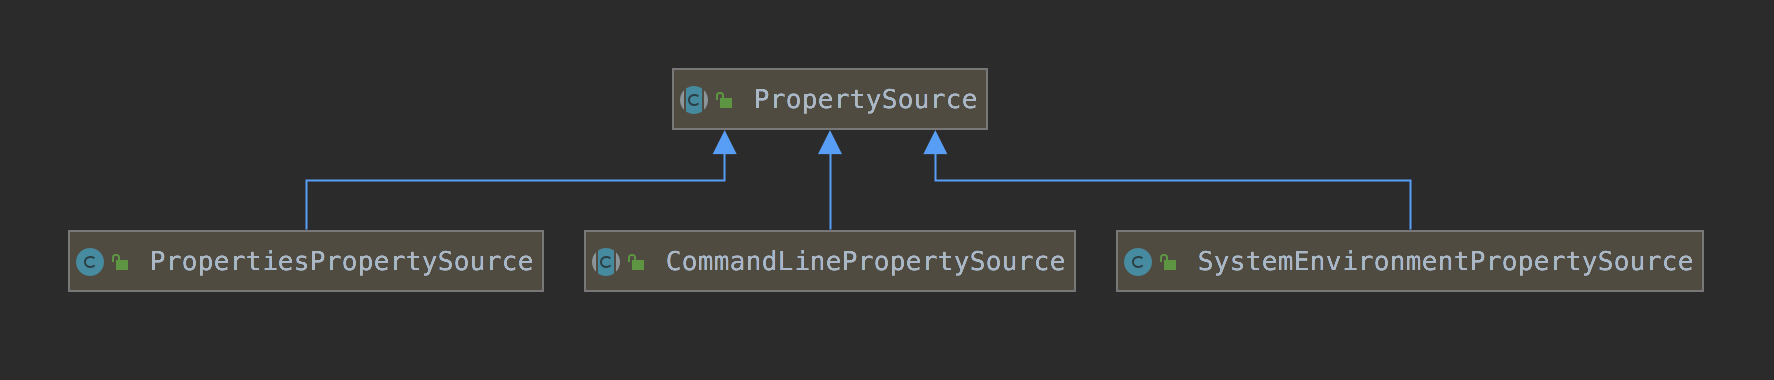 PropertySource
PropertiesPropertySource
CommandLinePropertySource
SystemEnvironmentPropertySource